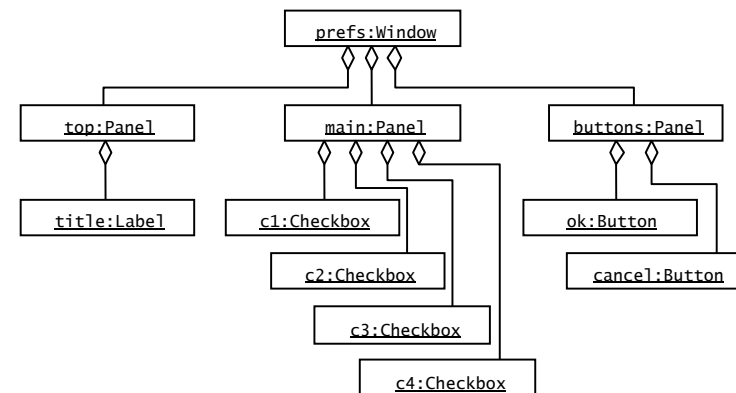 prefs:Window
top:Panel
main:Panel
buttons:Panel
title:Label
c1:Checkbox
ok:Button
c2:Checkbox
cancel:Button
c3:Checkbox
c4:Checkbox